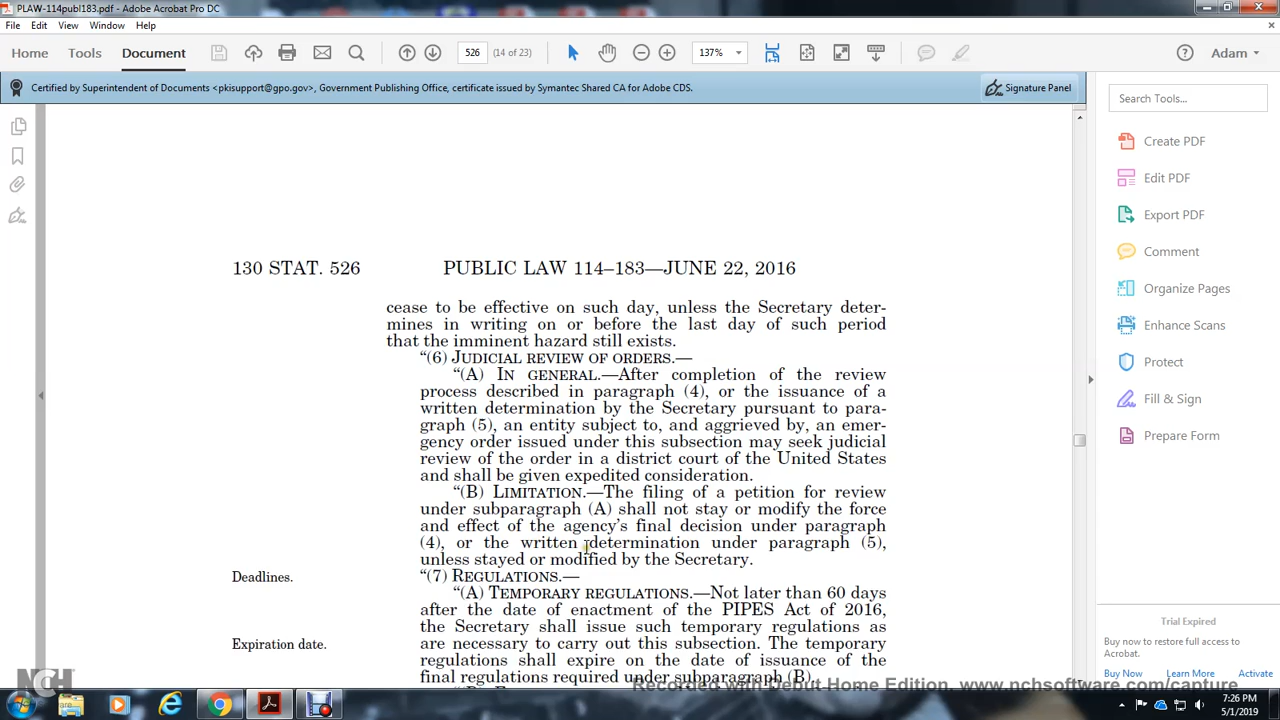 PLAW-114publ183.pdf - Adobe Acrobat Pro DC
File Edit View Window Help
Home Tools Document 526 (14 of 23) 137% Adam
Certified by Superintendent of Documents <pkisupport@gpo.gov>, Government Publishing Office, certificate issued by Symantec Shared CA for Adobe CDS.
Signature Panel
Search Tools...
Create PDF
Edit PDF
Export PDF
Comment
Organize Pages
Enhance Scans
Protect
Fill & Sign
Prepare Form
Trial Expired
Buy now to restore full access to
Acrobat.
Buy Now Learn More Activate
130 STAT. 526 PUBLIC LAW 114–183—JUNE 22, 2016
cease to be effective on such day, unless the Secretary deter-
mines in writing on or before the last day of such period
that the imminent hazard still exists.
“(6) JUDICIAL REVIEW OF ORDERS.—
“(A) IN GENERAL.—After completion of the review
process described in paragraph (4), or the issuance of a
written determination by the Secretary pursuant to para-
graph (5), an entity subject to, and aggrieved by, an emer-
gency order issued under this subsection may seek judicial
review of the order in a district court of the United States
and shall be given expedited consideration.
“(B) LIMITATION.—The filing of a petition for review
under subparagraph (A) shall not stay or modify the force
and effect of the agency’s final decision under paragraph
(4), or the written determination under paragraph (5),
unless stayed or modified by the Secretary.
Deadlines.
“(7) REGULATIONS.—
“(A) TEMPORARY REGULATIONS.—Not later than 60 days
after the date of enactment of the PIPES Act of 2016,
the Secretary shall issue such temporary regulations as
Expiration date.
are necessary to carry out this subsection. The temporary
regulations shall expire on the date of issuance of the
final regulations required under subparagraph (B).
NCH
Recorded with Debut Home Edition. www.nchsoftware.com/capture
7:26 PM
5/1/2019